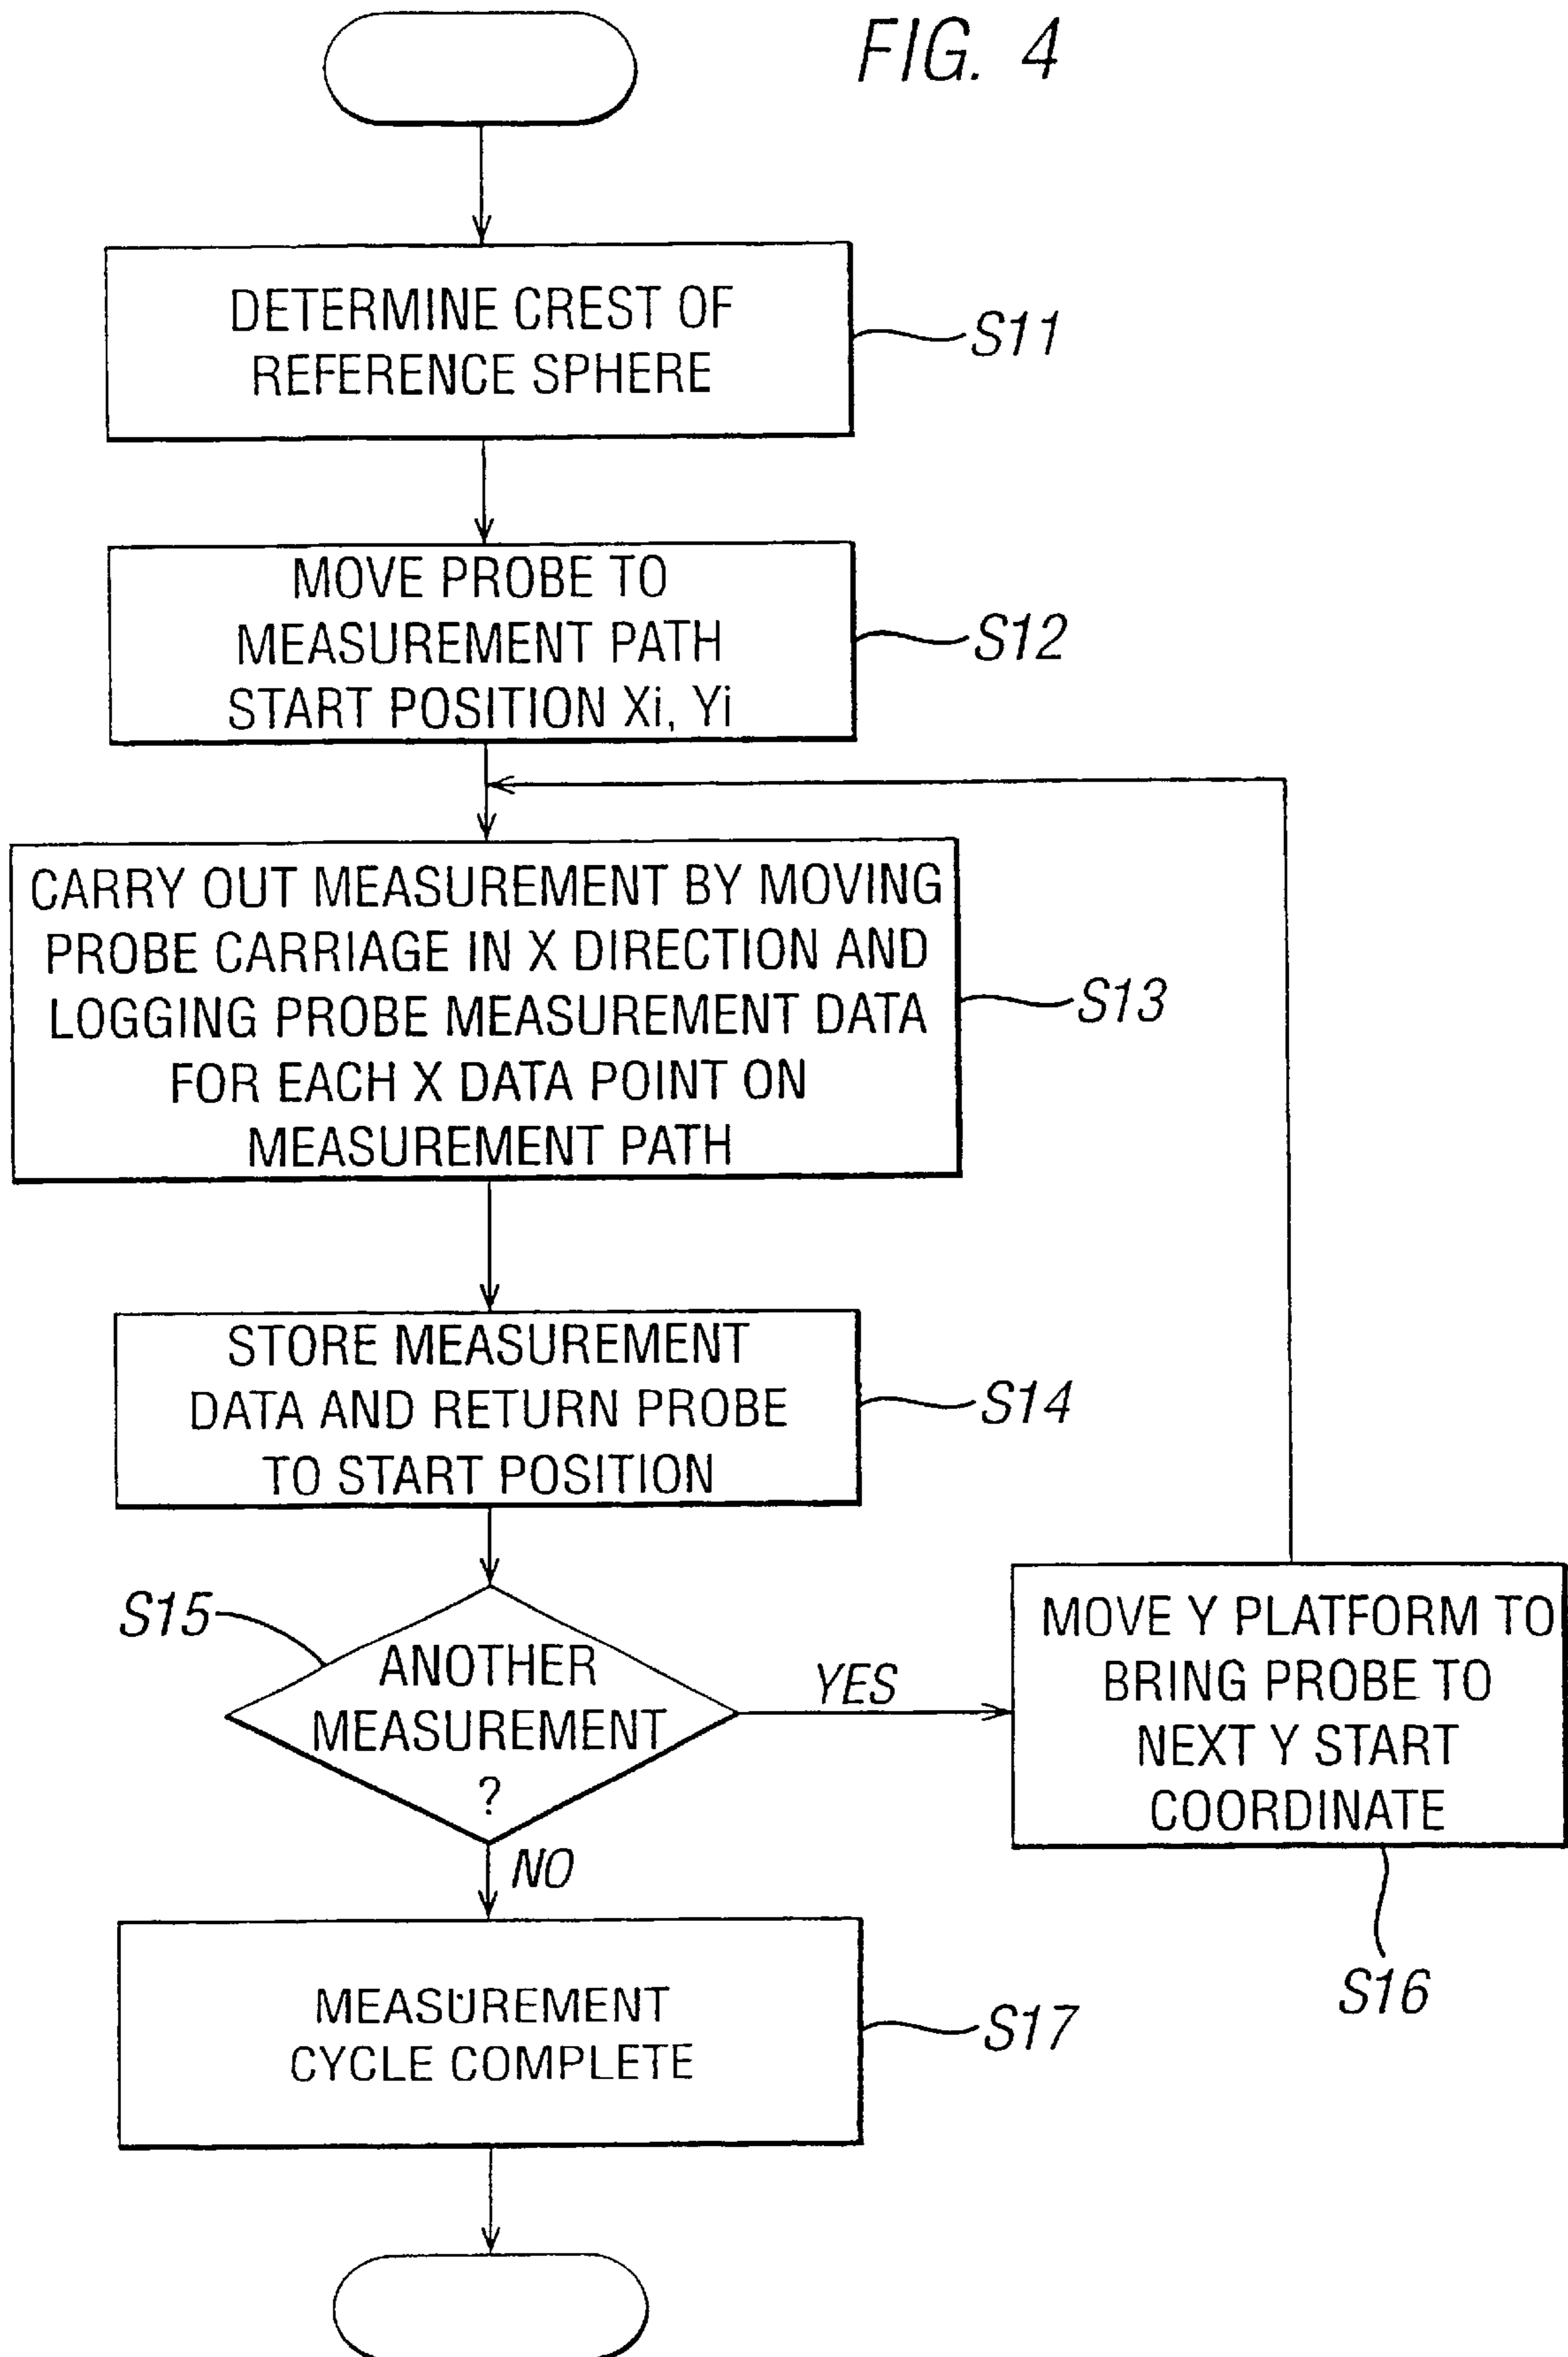 FIG. 4
DETERMINE CREST OF
REFERENCE SPHERE
S11
MOVE PROBE TO
MEASUREMENT PATH
START POSITION Xi, Yi
S12
CARRY OUT MEASUREMENT BY MOVING
PROBE CARRIAGE IN X DIRECTION AND
LOGGING PROBE MEASUREMENT DATA
FOR EACH X DATA POINT ON
MEASUREMENT PATH
S13
STORE MEASUREMENT
DATA AND RETURN PROBE
TO START POSITION
S14
S15
ANOTHER
MEASUREMENT
?
YES
MOVE Y PLATFORM TO
BRING PROBE TO
NEXT Y START
COORDINATE
S16
NO
MEASUREMENT
CYCLE COMPLETE
S17